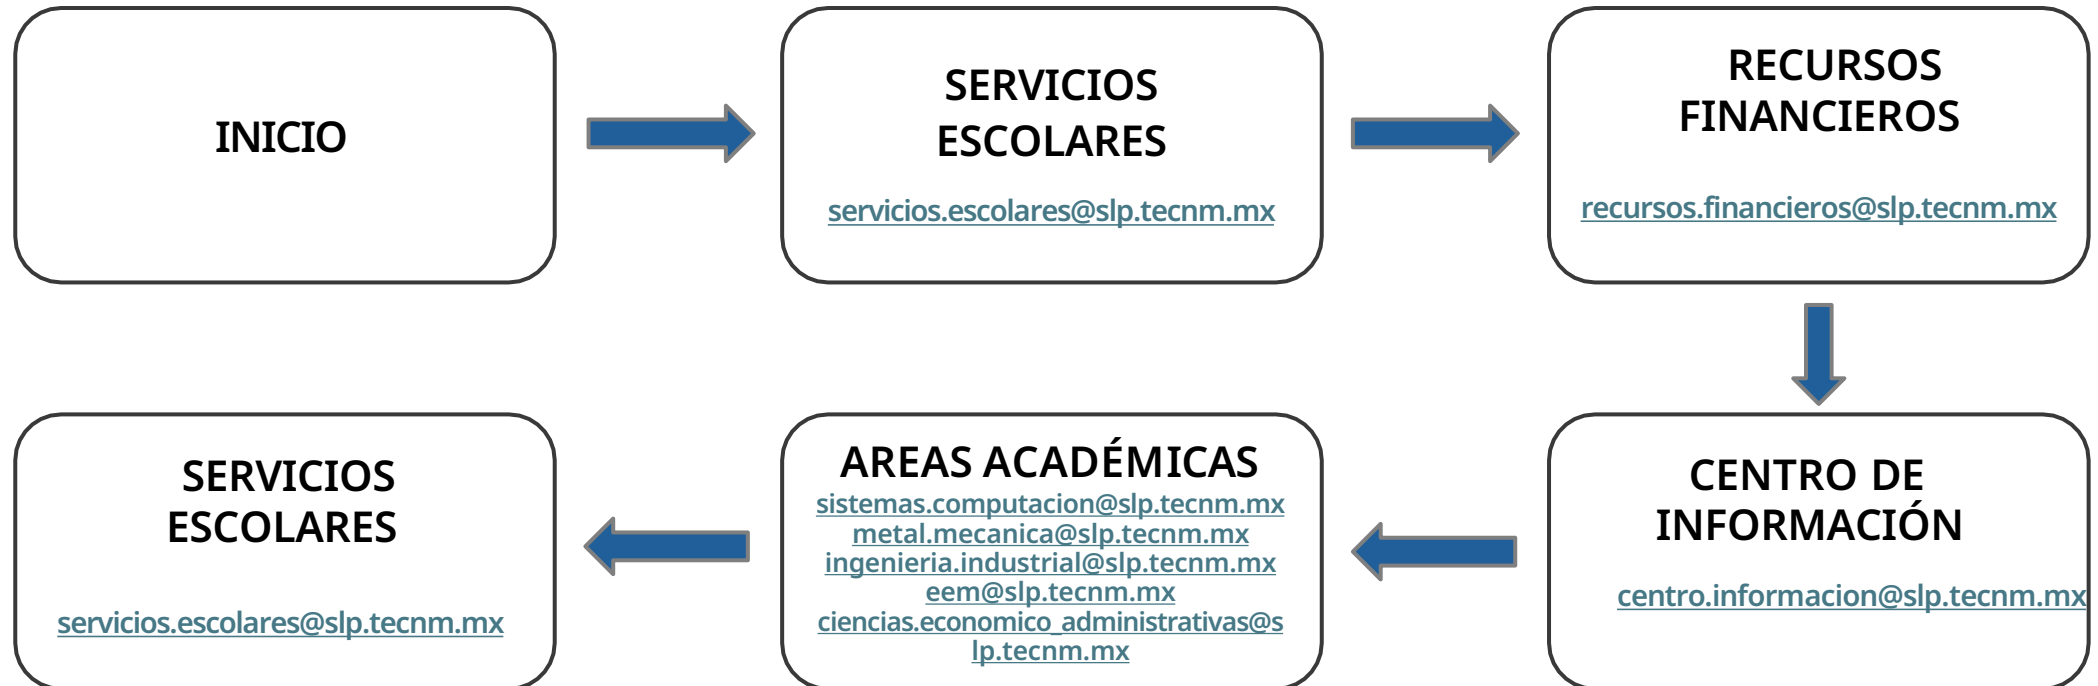 INICIO
SERVICIOS
ESCOLARES
servicios.escolares@slp.tecnm.mx
RECURSOS
FINANCIEROS
recursos.financieros@slp.tecnm.mx
CENTRO DE
INFORMACIÓN
centro.informacion@slp.tecnm.mx
AREAS ACADÉMICAS
sistemas.computacion@slp.tecnm.mx
metal.mecanica@slp.tecnm.mx
ingenieria.industrial@slp.tecnm.mx
eem@slp.tecnm.mx
ciencias.economico_administrativas@s
lp.tecnm.mx
SERVICIOS
ESCOLARES
servicios.escolares@slp.tecnm.mx